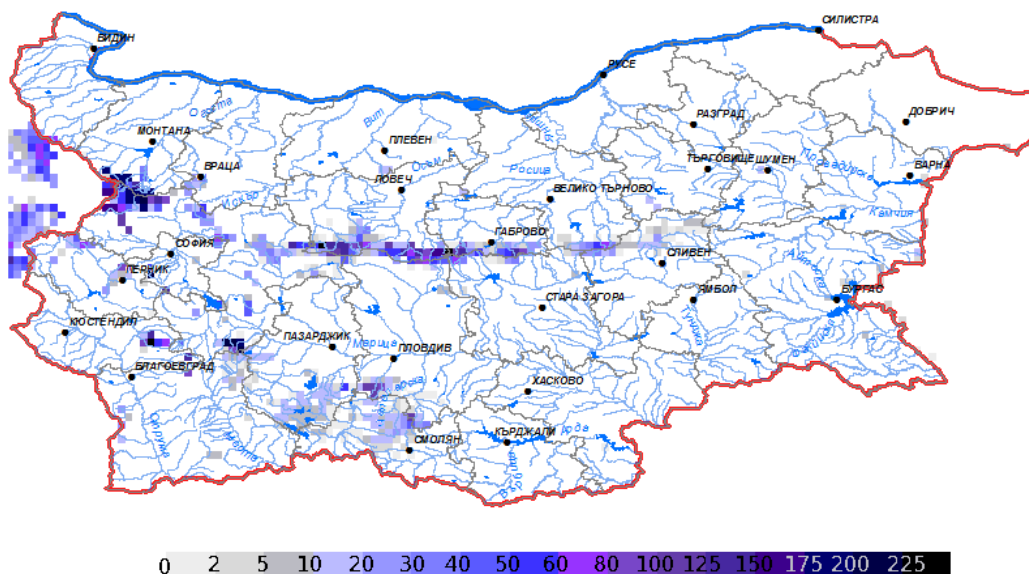 СИЛИСТРА
ВИДИН
РУСЕ
Огоста
Вит
ДОБРИЧ
РАЗГРАД
МОНТАНА
ПЛЕВЕН
Осъм
ТЪРГОВИЩЕ
ШУМЕН
ВАРНА
ВРАЦА
ЛОВЕЧ
Росица
ВЕЛИКО ТЪРНОВО
Искър
Камчия
ГАБРОВО
СОФИЯ
СЛИВЕН
ПЕРНИК
ЯМБОЛ
БУРГАС
СТАРА ЗАГОРА
КЮСТЕНДИЛ
ПАЗАРДЖИК
Марица
ПЛОВДИВ
БЛАГОЕВГРАД
ХАСКОВО
СМОЛЯН
КЪРДЖАЛИ
0 2 5 10 20 30 40 50 60 80 100 125 150 175 200 225